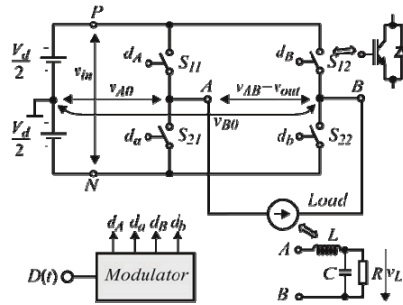 P
V_d/2
v_in
d_A
S_11
d_B
S_12
v_A0
A
v_AB=v_out
B
V_d/2
d_a
S_21
v_B0
d_b
S_22
N
Load
d_A d_a d_B d_b
D(t)
Modulator
A
L
C
R
v_L
B